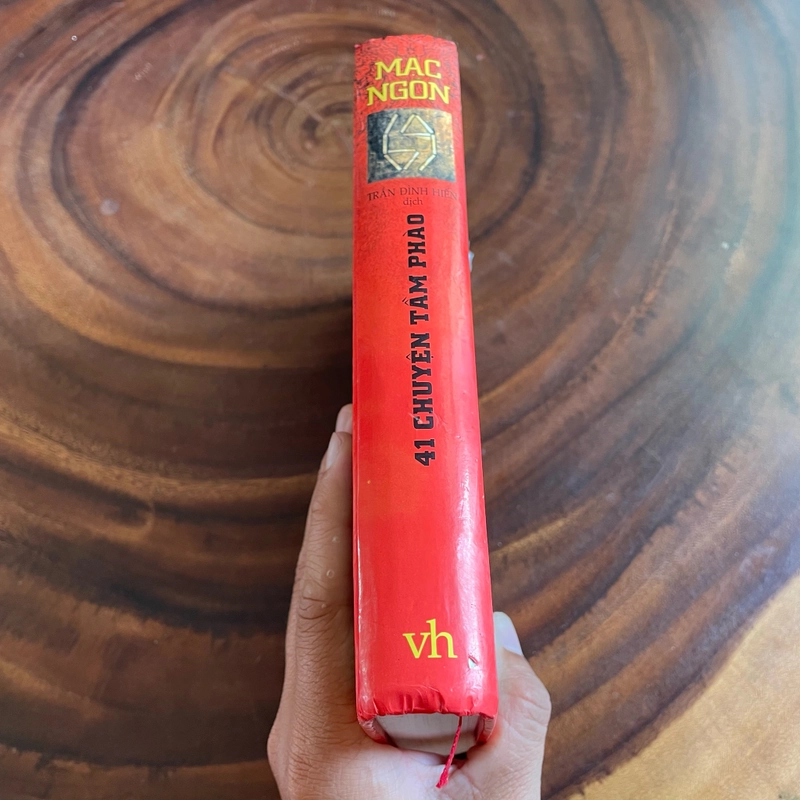 MẠC
NGÔN
TRẦN ĐÌNH HIẾN
dịch
41 CHUYỆN TẦM PHÀO
vh